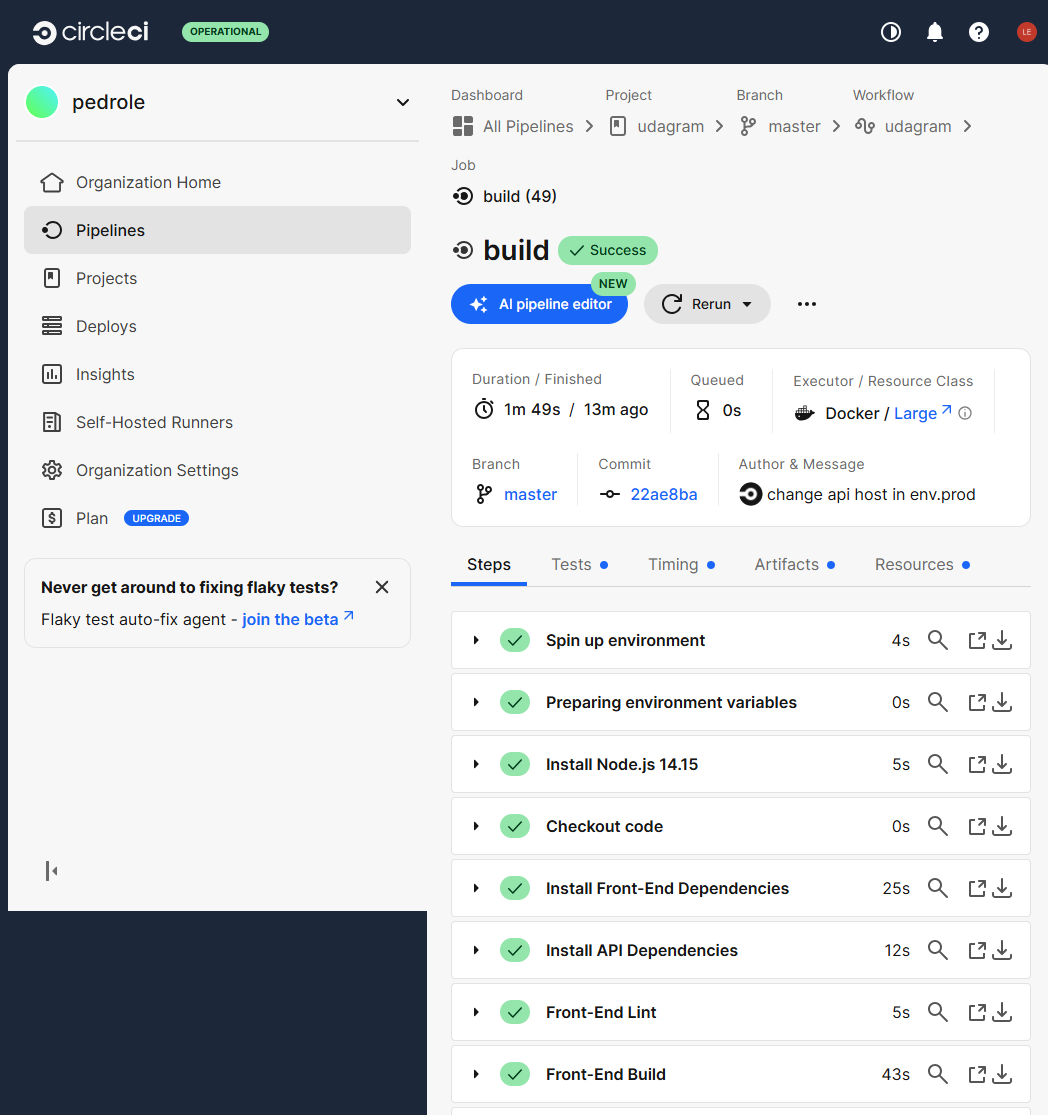 circleci OPERATIONAL LE
pedrole
Organization Home
Pipelines
Projects
Deploys
Insights
Self-Hosted Runners
Organization Settings
Plan UPGRADE
Never get around to fixing flaky tests?
Flaky test auto-fix agent - join the beta
Dashboard Project Branch Workflow
All Pipelines udagram master udagram
Job
build (49)
build Success
NEW
AI pipeline editor Rerun
Duration / Finished Queued Executor / Resource Class
1m 49s / 13m ago 0s Docker / Large
Branch Commit Author & Message
master 22ae8ba change api host in env.prod
Steps Tests Timing Artifacts Resources
Spin up environment 4s
Preparing environment variables 0s
Install Node.js 14.15 5s
Checkout code 0s
Install Front-End Dependencies 25s
Install API Dependencies 12s
Front-End Lint 5s
Front-End Build 43s